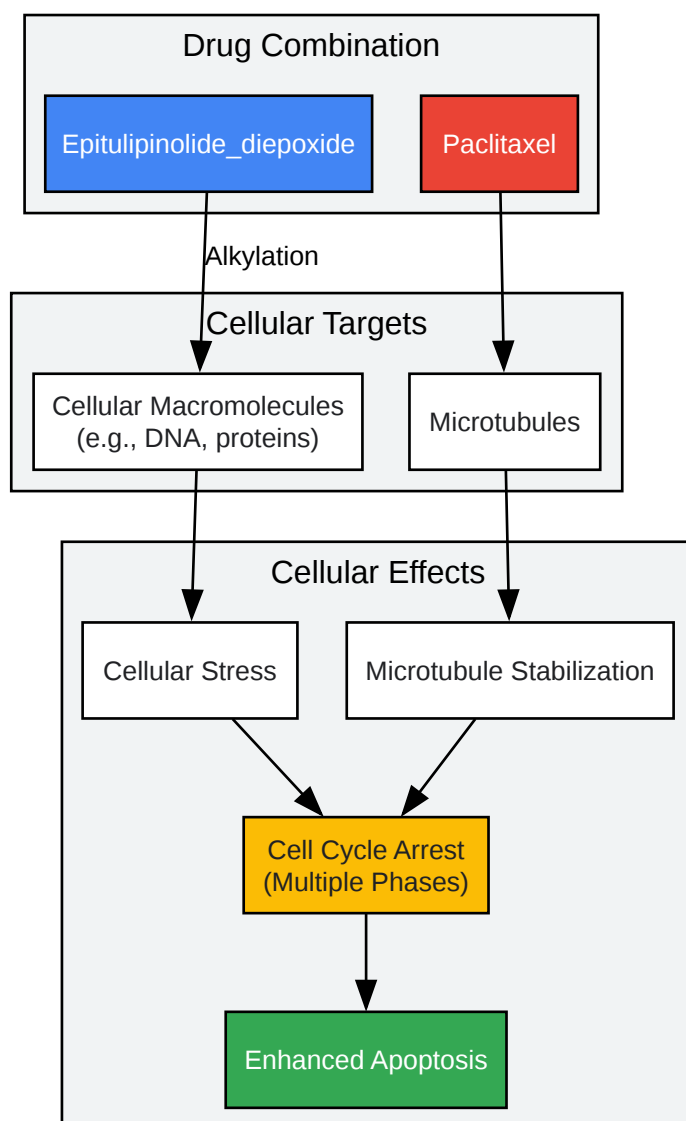 Drug Combination
Epitulipinolide_diepoxide
Paclitaxel
Alkylation
Cellular Targets
Cellular Macromolecules
(e.g., DNA, proteins)
Microtubules
Cellular Effects
Cellular Stress
Microtubule Stabilization
Cell Cycle Arrest
(Multiple Phases)
Enhanced Apoptosis